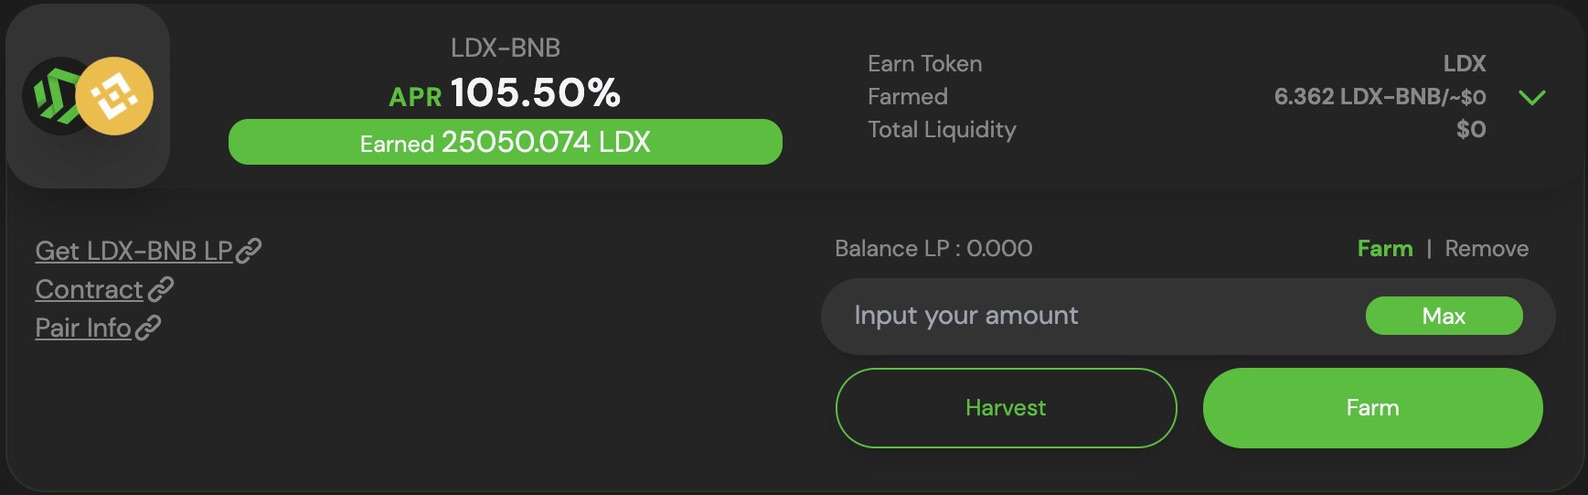 LDX-BNB
APR 105.50%
Earned 25050.074 LDX
Earn Token LDX
Farmed 6.362 LDX-BNB/~$0
Total Liquidity $0
Get LDX-BNB LP
Contract
Pair Info
Balance LP : 0.000 Farm | Remove
Input your amount Max
Harvest Farm